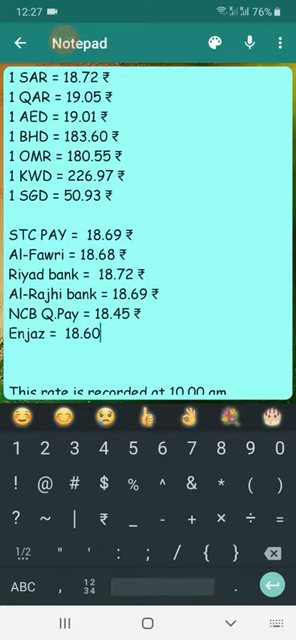 12:27 76%
Notepad
1 SAR = 18.72 ₹
1 QAR = 19.05 ₹
1 AED = 19.01 ₹
1 BHD = 183.60 ₹
1 OMR = 180.55 ₹
1 KWD = 226.97 ₹
1 SGD = 50.93 ₹
STC PAY = 18.69 ₹
Al-Fawri = 18.68 ₹
Riyad bank = 18.72 ₹
Al-Rajhi bank = 18.69 ₹
NCB Q.Pay = 18.45 ₹
Enjaz = 18.60
This rate is recorded at 10.00 am
1 2 3 4 5 6 7 8 9 0
! @ # $ % ^ & * ( )
? ~ | ₹ _ - + × ÷ =
1/2 " ' : ; / { }
ABC , 12 .
34